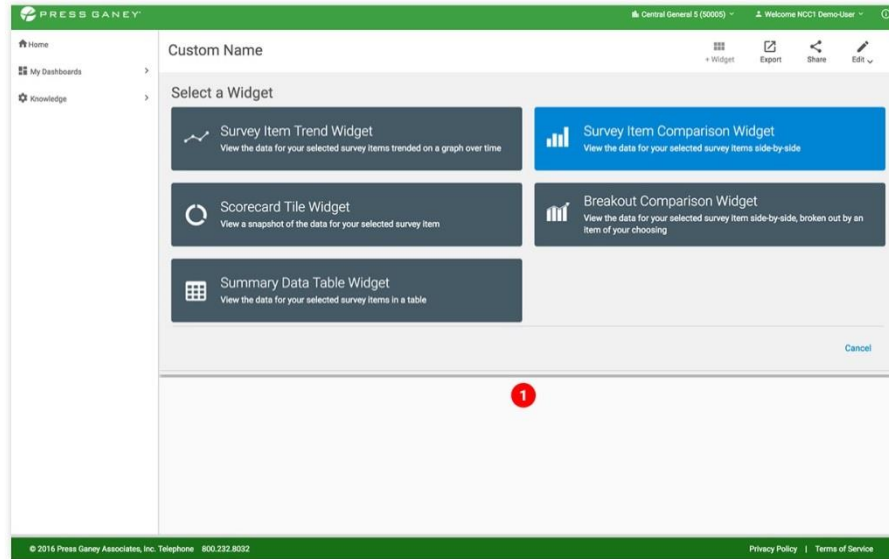 PRESS GANEY
Central General 5 (50005)
Welcome NCC1 Demo-User
Home
My Dashboards
Knowledge
Custom Name
+ Widget
Export
Share
Edit
Select a Widget
Survey Item Trend Widget
View the data for your selected survey items trended on a graph over time
Survey Item Comparison Widget
View the data for your selected survey items side-by-side
Scorecard Tile Widget
View a snapshot of the data for your selected survey item
Breakout Comparison Widget
View the data for your selected survey item side-by-side, broken out by an
item of your choosing
Summary Data Table Widget
View the data for your selected survey items in a table
Cancel
1
© 2016 Press Ganey Associates, Inc. Telephone 800.232.8032
Privacy Policy | Terms of Service